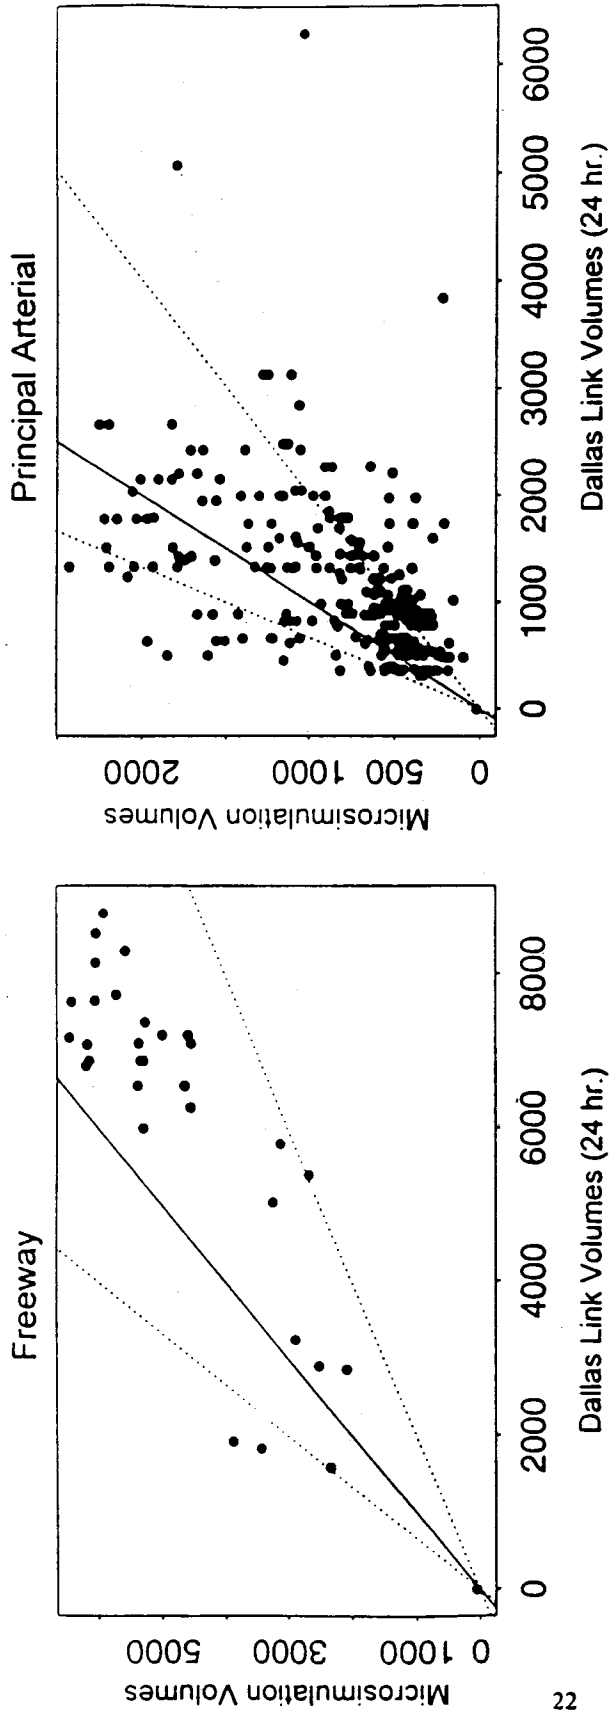 Freeway
Microsimulation Volumes
0 1000 3000 5000
0 2000 4000 6000 8000
Dallas Link Volumes (24 hr.)
Principal Arterial
Microsimulation Volumes
0 500 1000 2000
0 1000 2000 3000 4000 5000 6000
Dallas Link Volumes (24 hr.)
22